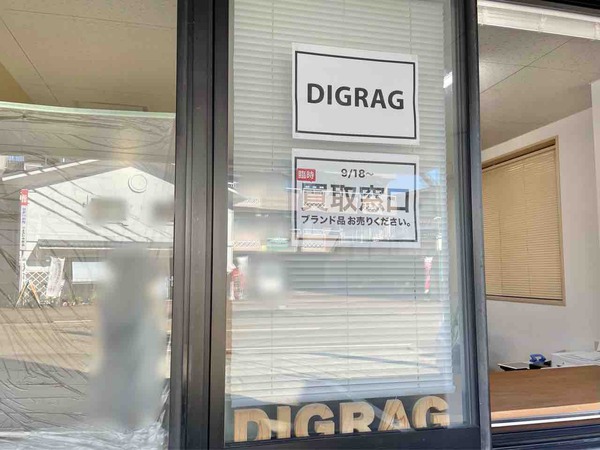 DIGRAG
臨時
9/18〜
買取窓口
ブランド品 お売りください。
DIGRAG